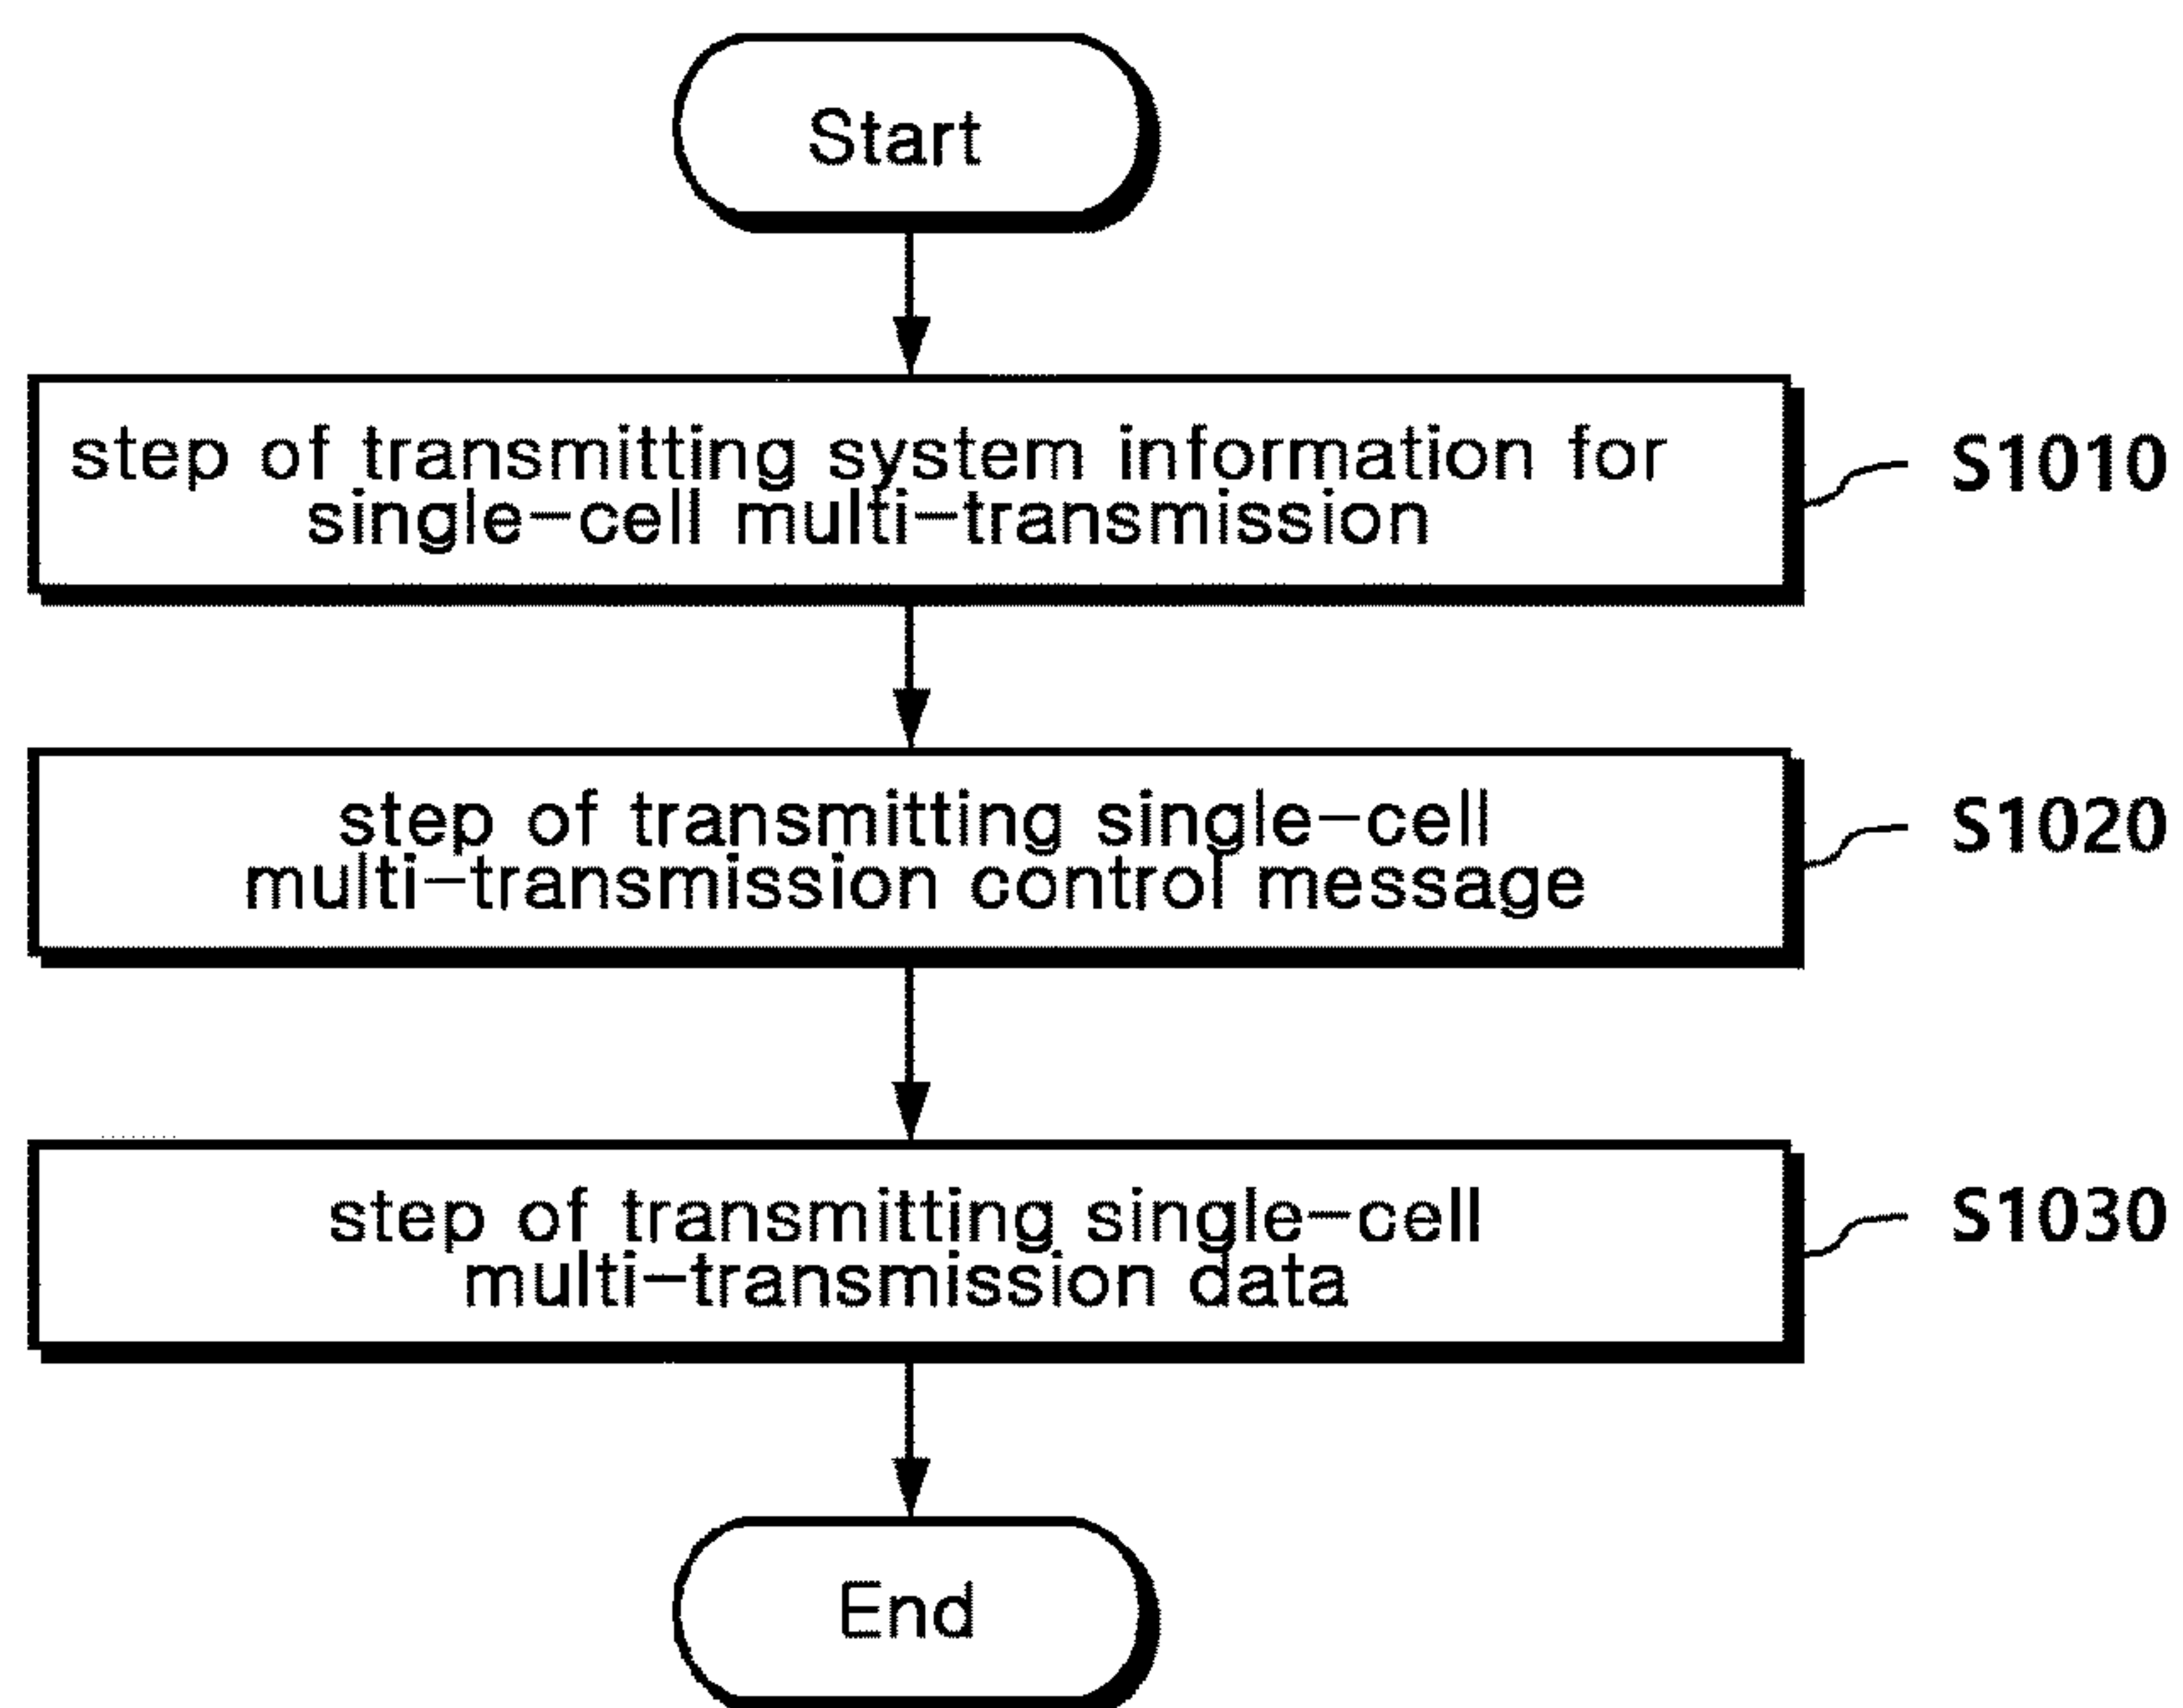 Start
step of transmitting system information for
single-cell multi-transmission
S1010
step of transmitting single-cell
multi-transmission control message
S1020
step of transmitting single-cell
multi-transmission data
S1030
End